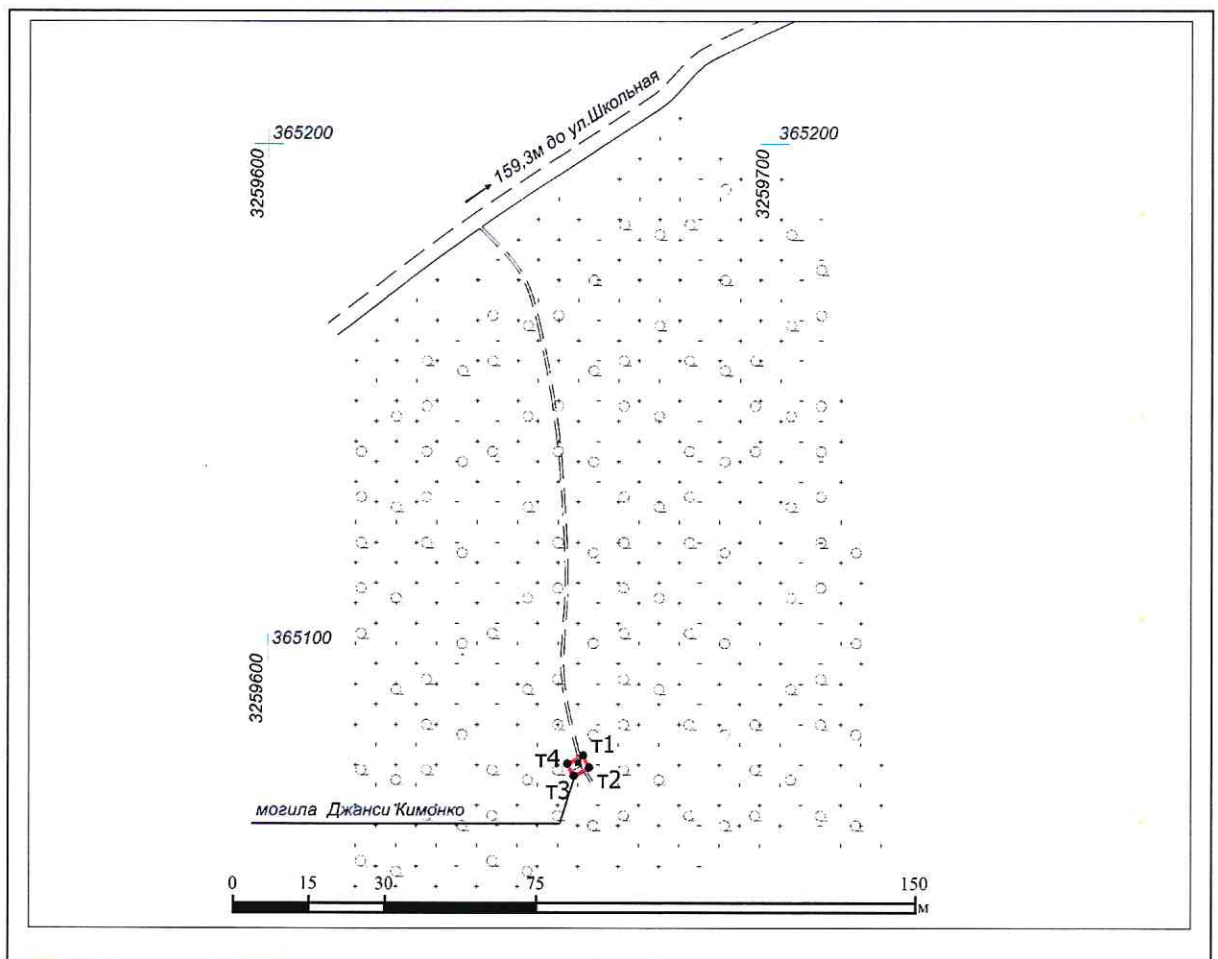 159,3м до ул.Школьная
365200
3259600
365200
3259700
365100
3259600
т1
т4
т2
т3
могила Джанси Кимонко
0 15 30 75 150
м